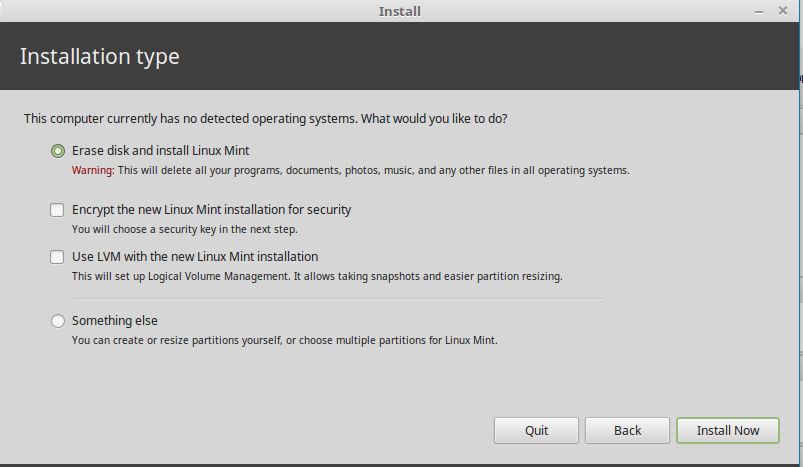 Install
Installation type
This computer currently has no detected operating systems. What would you like to do?
Erase disk and install Linux Mint
Warning: This will delete all your programs, documents, photos, music, and any other files in all operating systems.
Encrypt the new Linux Mint installation for security
You will choose a security key in the next step.
Use LVM with the new Linux Mint installation
This will set up Logical Volume Management. It allows taking snapshots and easier partition resizing.
Something else
You can create or resize partitions yourself, or choose multiple partitions for Linux Mint.
Quit Back Install Now